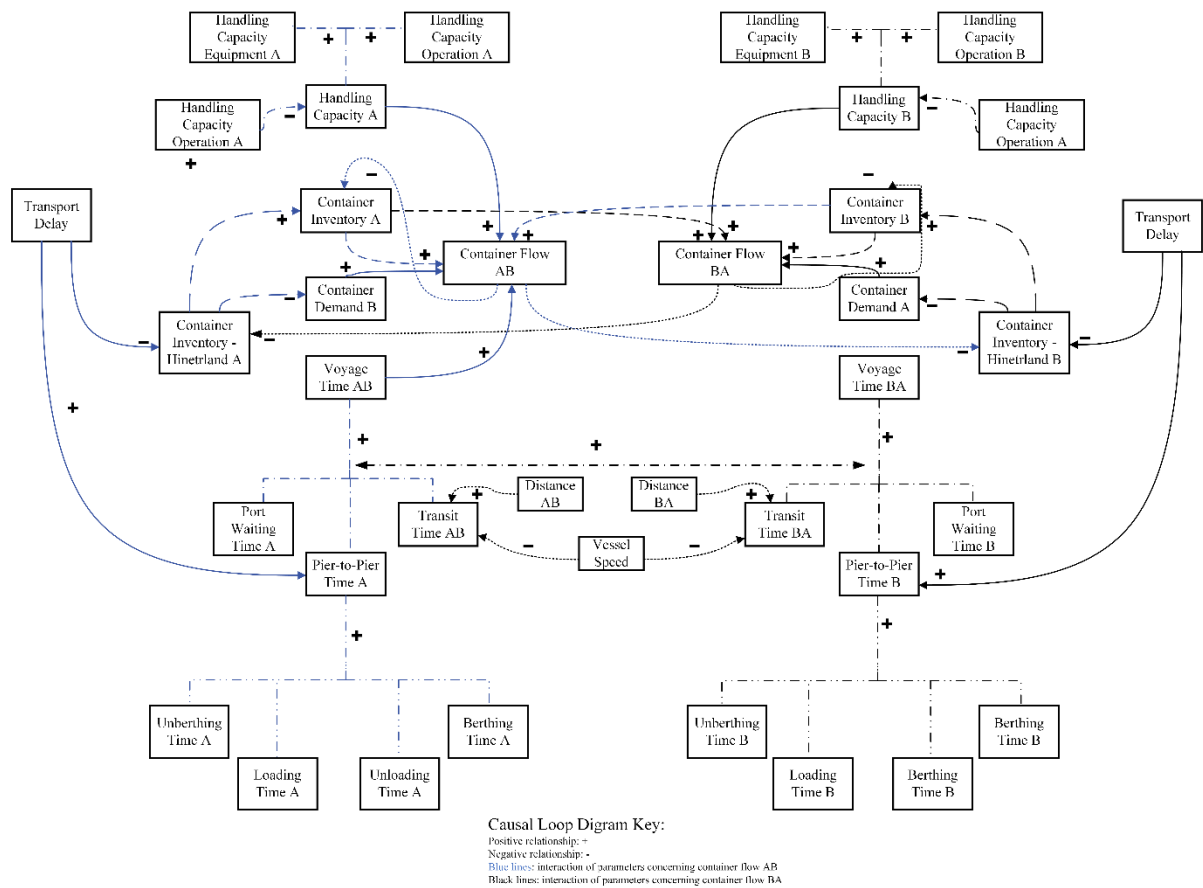 Handling
Capacity
Equipment A
+
+
Handling
Capacity
Operation A
Handling
Capacity
Equipment B
+
+
Handling
Capacity
Operation B
Handling
Capacity
Operation A
-
+
Handling
Capacity A
Handling
Capacity B
-
Handling
Capacity
Operation A
Transport
Delay
+
Container
Inventory A
-
+
+
+
Container Flow
AB
+
+
Container Flow
BA
+
-
Container
Inventory B
+
Transport
Delay
-
Container
Demand B
+
+
Container
Demand A
-
-
Container
Inventory -
Hinetrland A
-
-
Container
Inventory -
Hinetrland B
-
+
Voyage
Time AB
+
Voyage
Time BA
+
+
+
Port
Waiting
Time A
Transit
Time AB
+
Distance
AB
Distance
BA
+
Transit
Time BA
Port
Waiting
Time B
-
Vessel
Speed
-
Pier-to-Pier
Time A
Pier-to-Pier
Time B
+
+
+
Unberthing
Time A
Berthing
Time A
Loading
Time A
Unloading
Time A
Unberthing
Time B
Berthing
Time B
Loading
Time B
Berthing
Time B
Causal Loop Digram Key:
Positive relationship: +
Negative relationship: -
Blue lines: interaction of parameters concerning container flow AB
Black lines: interaction of parameters concerning container flow BA